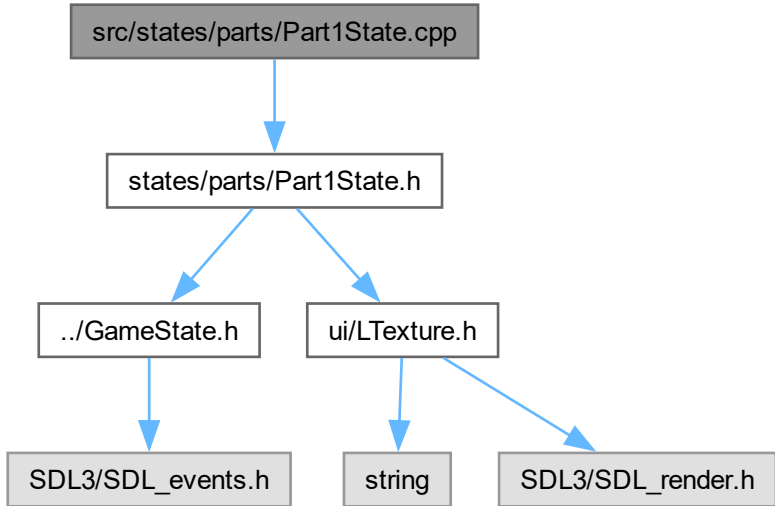 src/states/parts/Part1State.cpp
states/parts/Part1State.h
../GameState.h
ui/LTexture.h
SDL3/SDL_events.h
string
SDL3/SDL_render.h